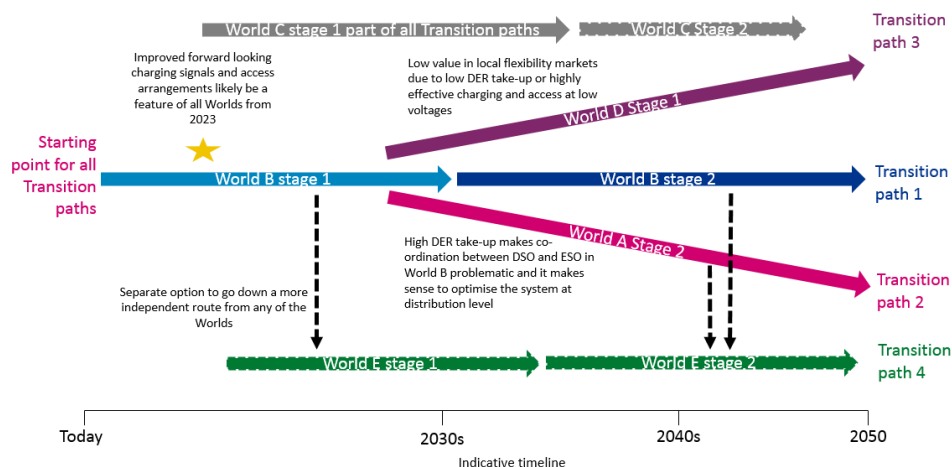 World C stage 1 part of all Transition paths
World C Stage 2
Transition
path 3
Improved forward looking
charging signals and access
arrangements likely be a
feature of all Worlds from
2023
Low value in local flexibility markets
due to low DER take-up or highly
effective charging and access at low
voltages
World D Stage 1
Starting
point for all
Transition
paths
World B stage 1
World B stage 2
Transition
path 1
World A Stage 2
High DER take-up makes co-
ordination between DSO and ESO in
World B problematic and it makes
sense to optimise the system at
distribution level
Separate option to go down a more
independent route from any of the
Worlds
Transition
path 2
World E stage 1
World E stage 2
Transition
path 4
Today
2030s
2040s
2050
Indicative timeline